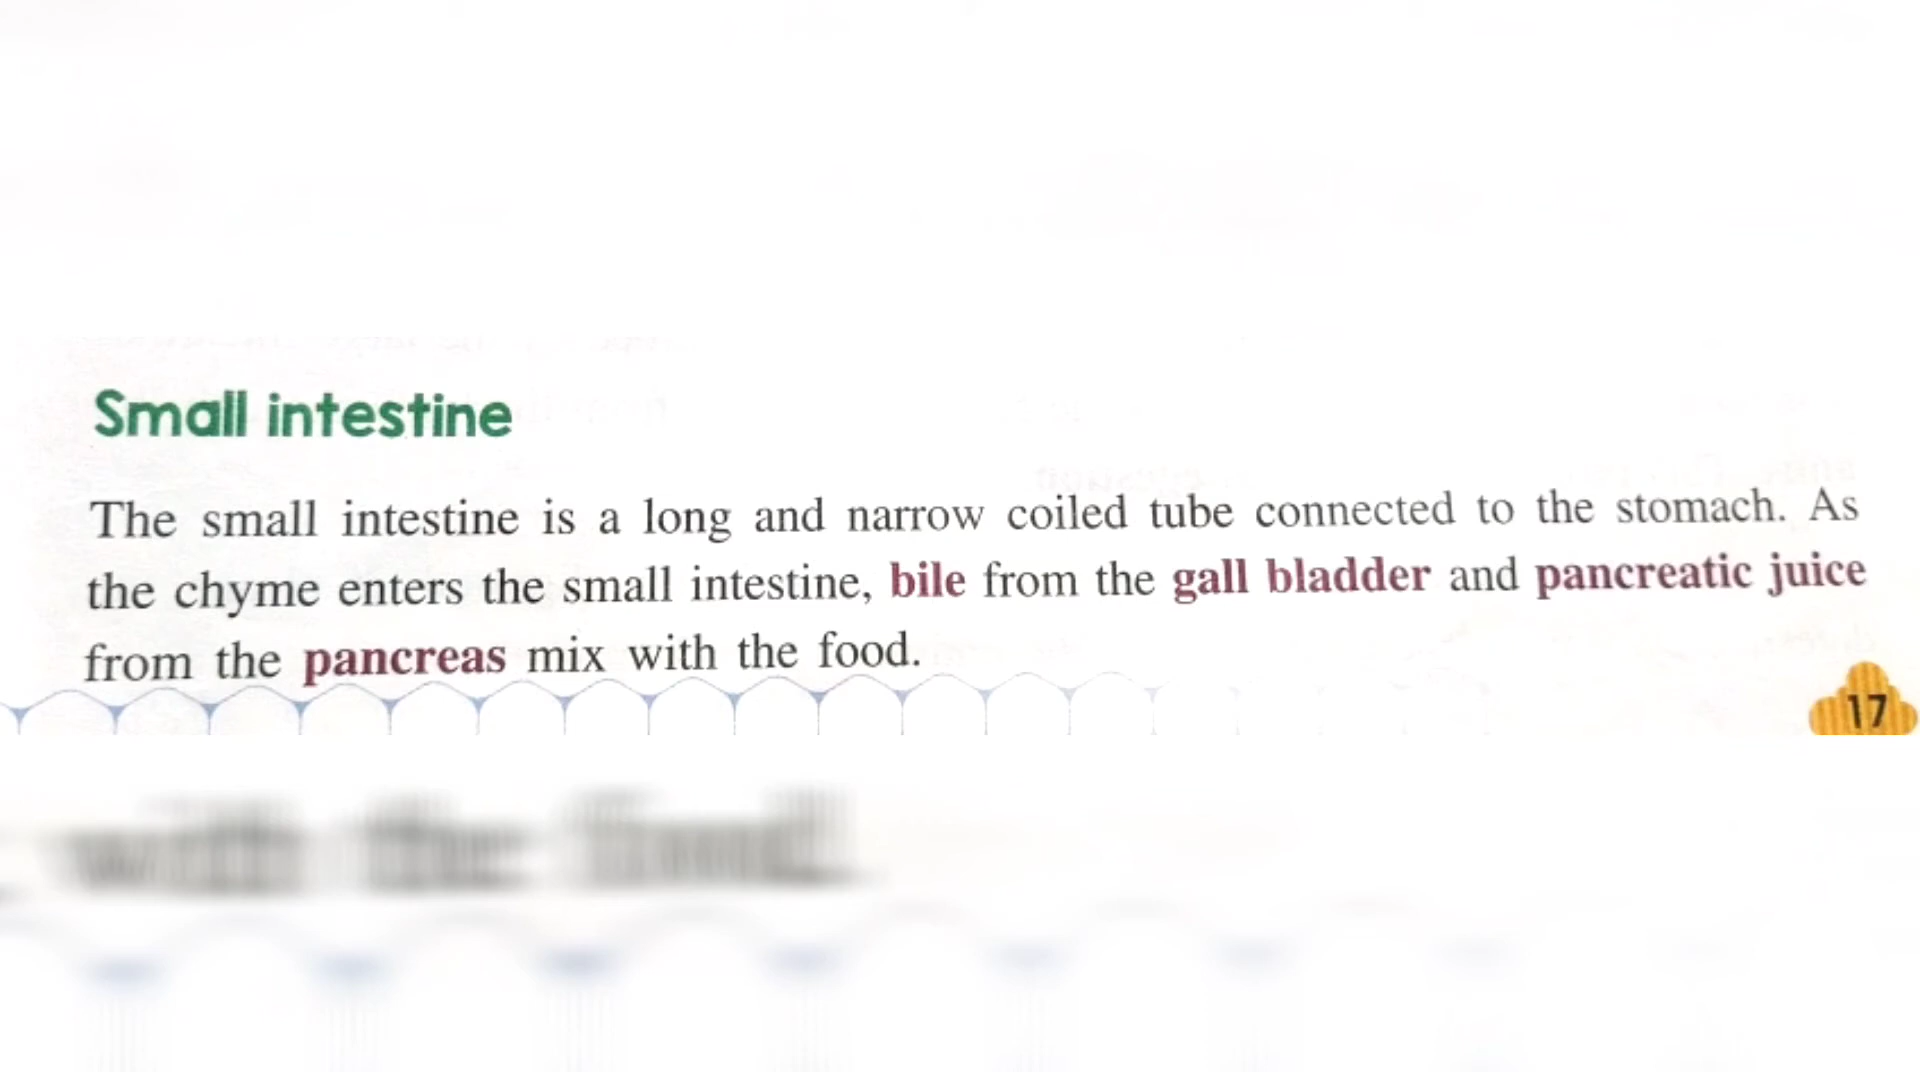 Small intestine
The small intestine is a long and narrow coiled tube connected to the stomach. As
the chyme enters the small intestine, bile from the gall bladder and pancreatic juice
from the pancreas mix with the food.
17